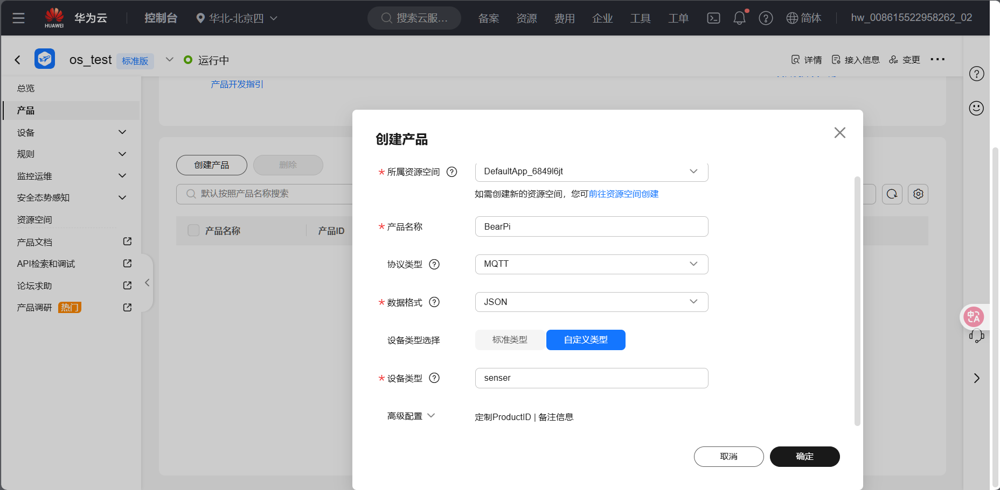 HUAWEI
华为云
控制台
华北-北京四
搜索云服...
备案
资源
费用
企业
工具
工单
简体
hw_008615522958262_02
os_test
标准版
运行中
详情
接入信息
变更
总览
产品
设备
规则
监控运维
安全态势感知
资源空间
产品文档
API检索和调试
论坛求助
产品调研 热门
产品开发指引
创建产品
删除
默认按照产品名称搜索
产品名称
产品ID
创建产品
* 所属资源空间
DefaultApp_6849l6jt
如需创建新的资源空间，您可前往资源空间创建
* 产品名称
BearPi
协议类型
MQTT
* 数据格式
JSON
设备类型选择
标准类型
自定义类型
* 设备类型
senser
高级配置
定制ProductID | 备注信息
取消
确定